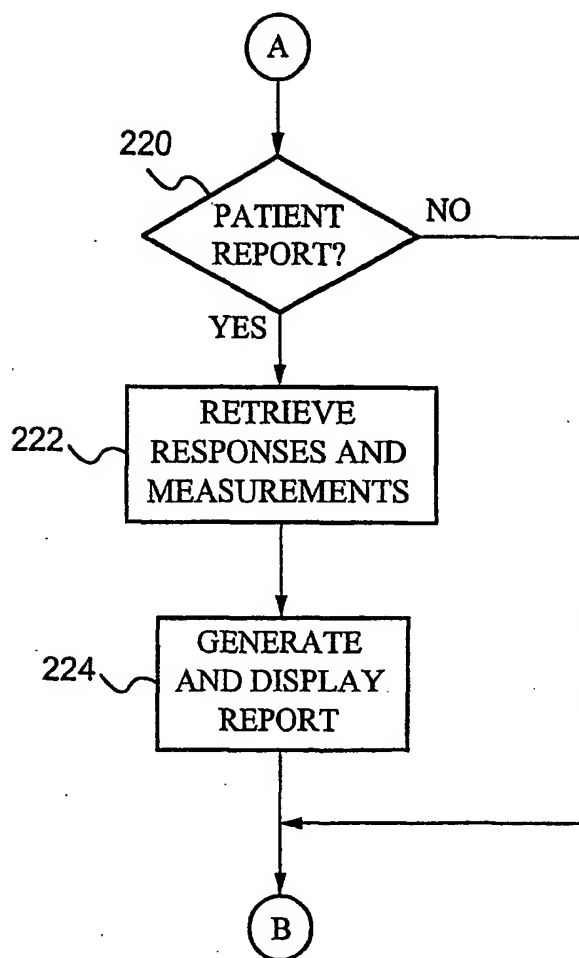 A
220
PATIENT
REPORT?
NO
YES
222
RETRIEVE
RESPONSES AND
MEASUREMENTS
224
GENERATE
AND DISPLAY
REPORT
B